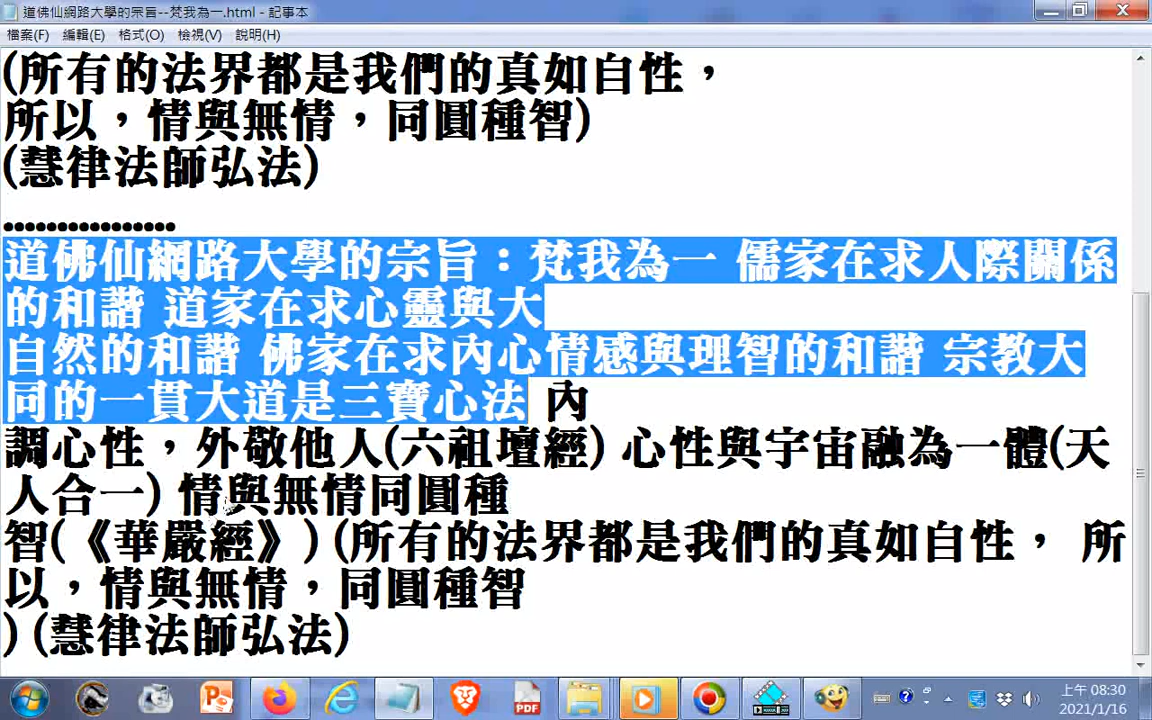 道佛仙網路大學的宗旨--梵我為一.html - 記事本
檔案(F) 編輯(E) 格式(O) 檢視(V) 說明(H)
(所有的法界都是我們的真如自性，
所以，情與無情，同圓種智)
(慧律法師弘法)
................
道佛仙網路大學的宗旨：梵我為一 儒家在求人際關係
的和諧 道家在求心靈與大
自然的和諧 佛家在求內心情感與理智的和諧 宗教大
同的一貫大道是三寶心法 內
調心性，外敬他人(六祖壇經) 心性與宇宙融為一體(天
人合一) 情與無情同圓種
智(《華嚴經》) (所有的法界都是我們的真如自性， 所
以，情與無情，同圓種智
) (慧律法師弘法)
PDF
上午 08:30
2021/1/16